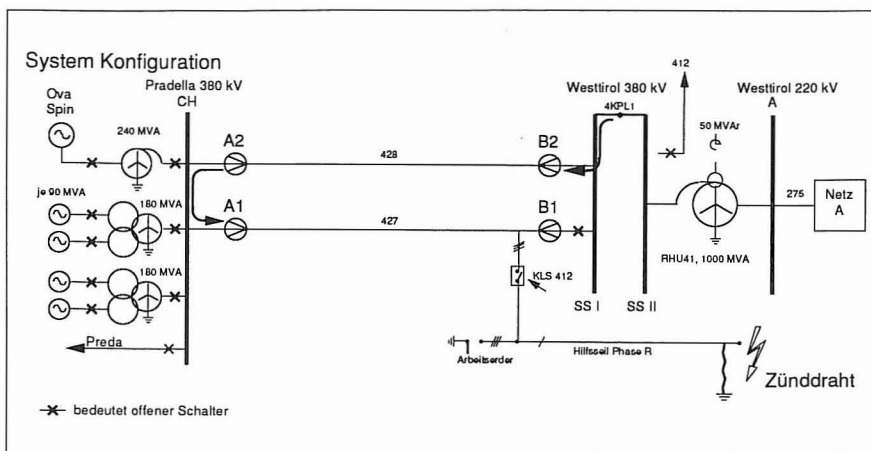 System Konfiguration
Pradella 380 kV
CH
Ova
Spin
240 MVA
A2
428
B2
Westtirol 380 kV
4KPL1
412
Westtirol 220 kV
A
50 MVAr
je 90 MVA
180 MVA
A1
427
B1
275
Netz
A
RHU41, 1000 MVA
180 MVA
KLS 412
SS I
SS II
Preda
Arbeitserder
Hilfsseil Phase R
Zünddraht
bedeutet offener Schalter